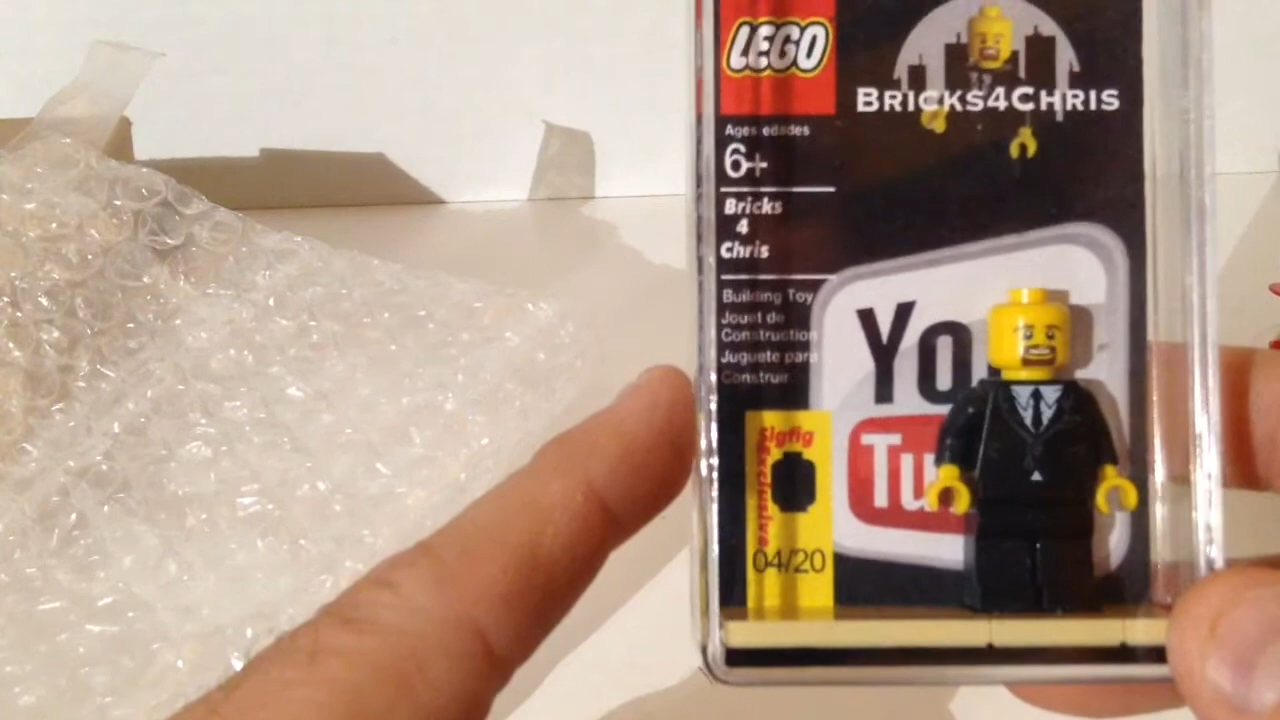 LEGO
BRICKS4CHRIS
Ages edades
6+
Bricks
4
Chris
Building Toy
Jouet de
Construction
Juguete para
Construir
Yo
Tu
Sigfig
Exclusive
04/20